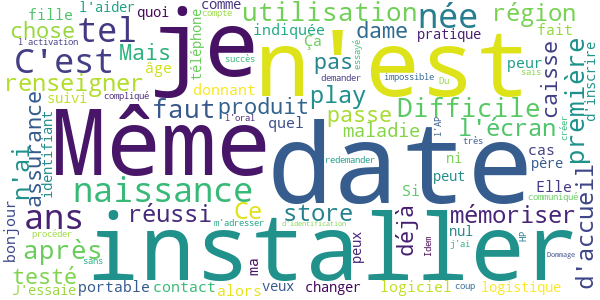 fille
l'aider
comme
quoi
je
utilisation
née
région
chose
tel
indiquée
dame
pratique
fait
l'activation
C'est
Mais
téléphone
Ça
n'est
compte
succès
essayé
demander
impossible
Du
sais
renseigner
âge
pas
peur
caisse
première
d'inscrire
suivi
compliqué
donnant
play
Difficile
faut
produit
passe
l'écran
assurance
identifiant
n'ai
Même
l'oral
quel
maladie
date
l'AP
créer
très
cas
père
redemander
ni
peut
Elle
communiqué
d'accueil
naissance
Si
ans
réussi
Ce
store
déjà
mémoriser
bonjour
m'adresser
d'identification
nul
procéder
après
installer
Idem
j'ai
HP
Dommage
sans
ma
peux
testé
J'essaie
portable
contact
alors
veux
changer
logiciel
coup
logistique